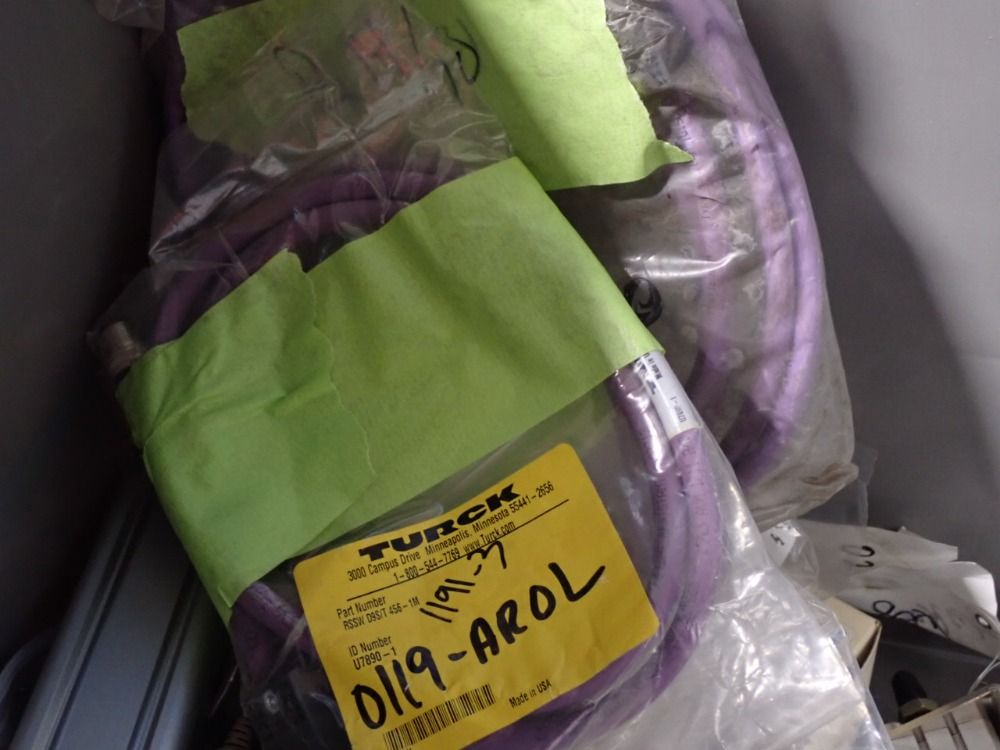 TURCK
3000 Campus Drive Minneapolis, Minnesota 55441-2656
1-800-544-7769 www.Turck.com
Part Number
RSSW D9S/T 456-1M
1191-37
ID Number
U7890-1
0119-AROL
Made in USA